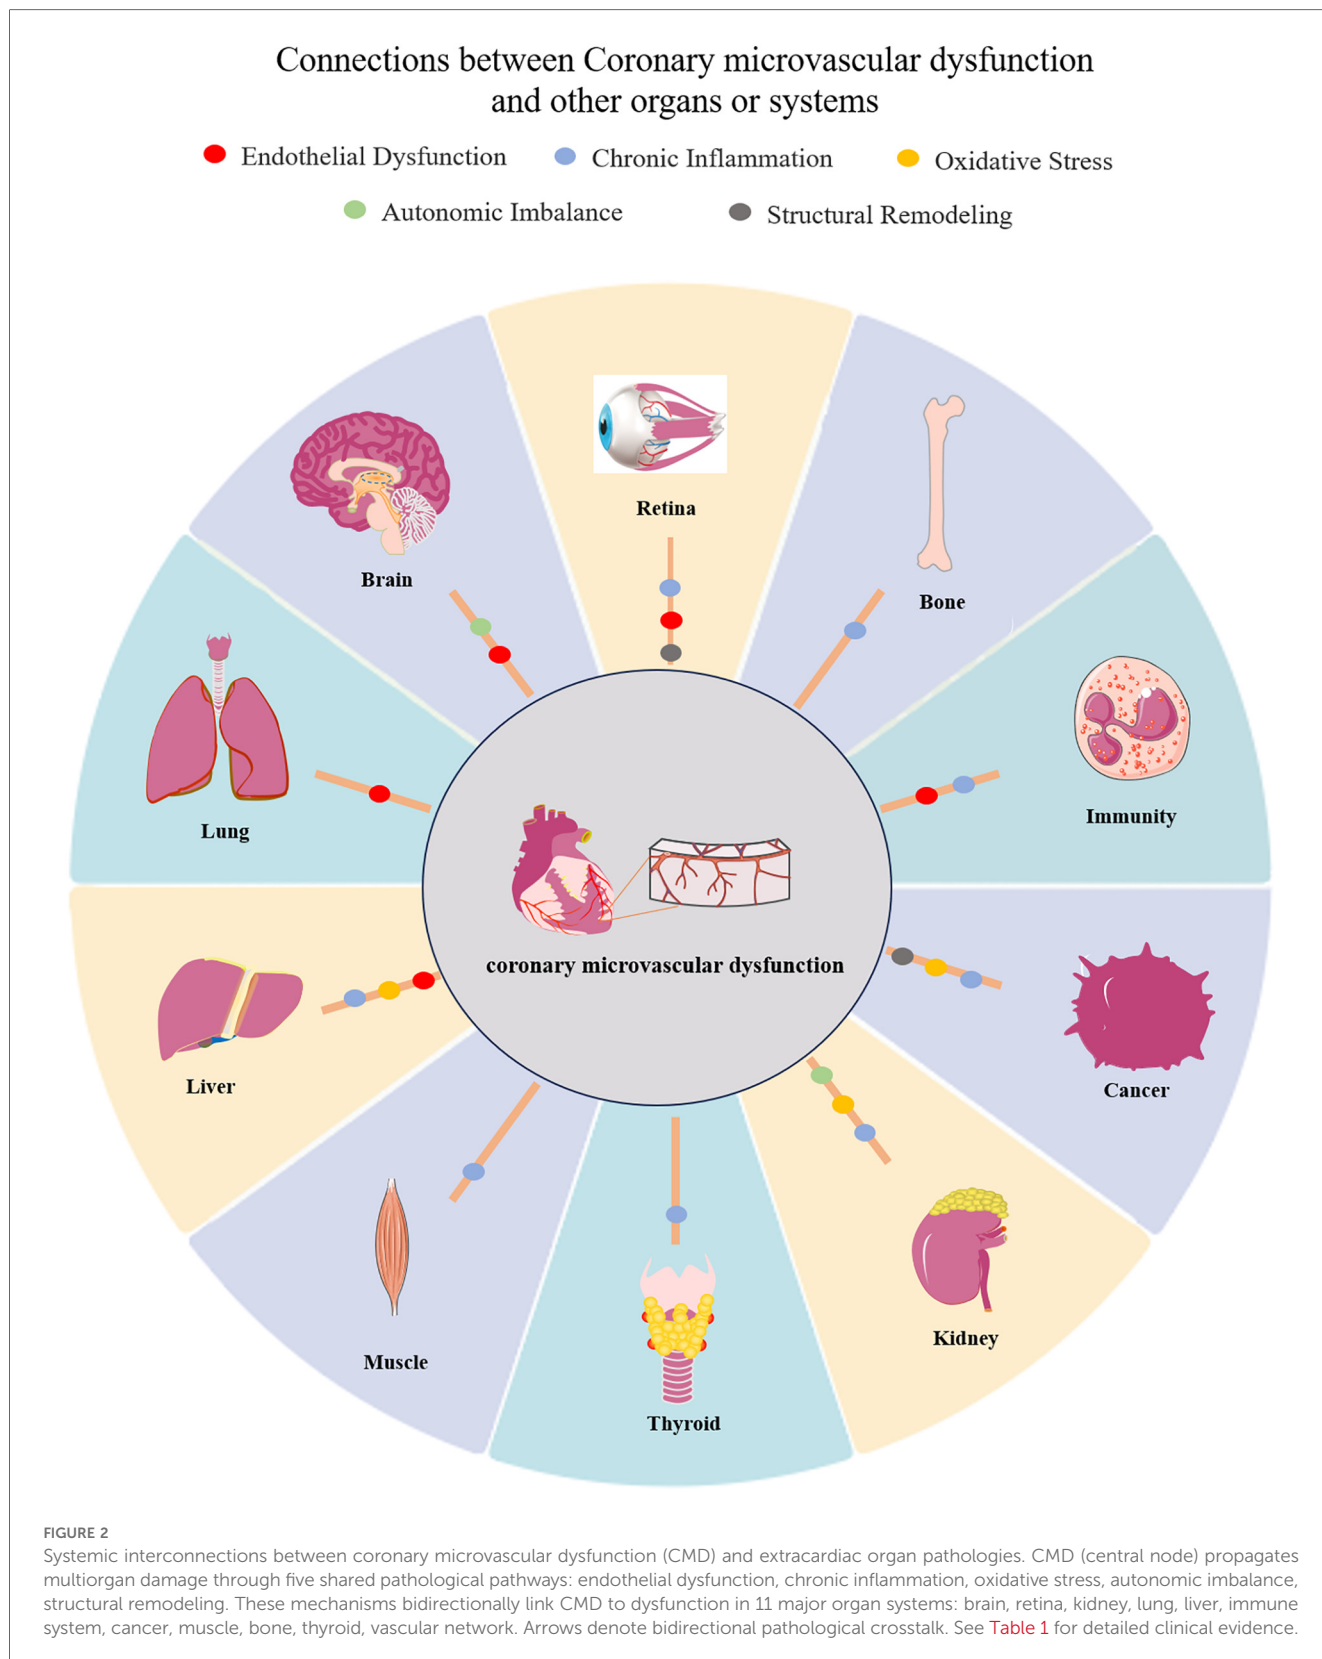 Connections between Coronary microvascular dysfunction
and other organs or systems
Endothelial Dysfunction
Chronic Inflammation
Oxidative Stress
Autonomic Imbalance
Structural Remodeling
Retina
Brain
Bone
Lung
Immunity
coronary microvascular dysfunction
Liver
Cancer
Muscle
Kidney
Thyroid
FIGURE 2
Systemic interconnections between coronary microvascular dysfunction (CMD) and extracardiac organ pathologies. CMD (central node) propagates
multiorgan damage through five shared pathological pathways: endothelial dysfunction, chronic inflammation, oxidative stress, autonomic imbalance,
structural remodeling. These mechanisms bidirectionally link CMD to dysfunction in 11 major organ systems: brain, retina, kidney, lung, liver, immune
system, cancer, muscle, bone, thyroid, vascular network. Arrows denote bidirectional pathological crosstalk. See Table 1 for detailed clinical evidence.